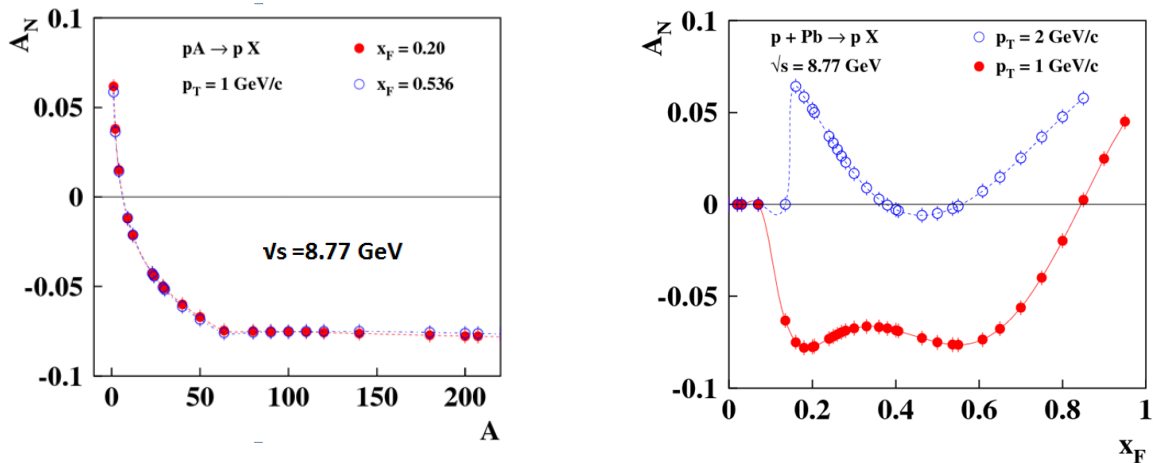 0.1
0.05
0
-0.05
-0.1
A_N
pA → p X
p_T = 1 GeV/c
x_F = 0.20
x_F = 0.536
√s =8.77 GeV
0 50 100 150 200
A
0.1
0.05
0
-0.05
-0.1
A_N
p + Pb → p X
√s = 8.77 GeV
p_T = 2 GeV/c
p_T = 1 GeV/c
0 0.2 0.4 0.6 0.8 1
x_F